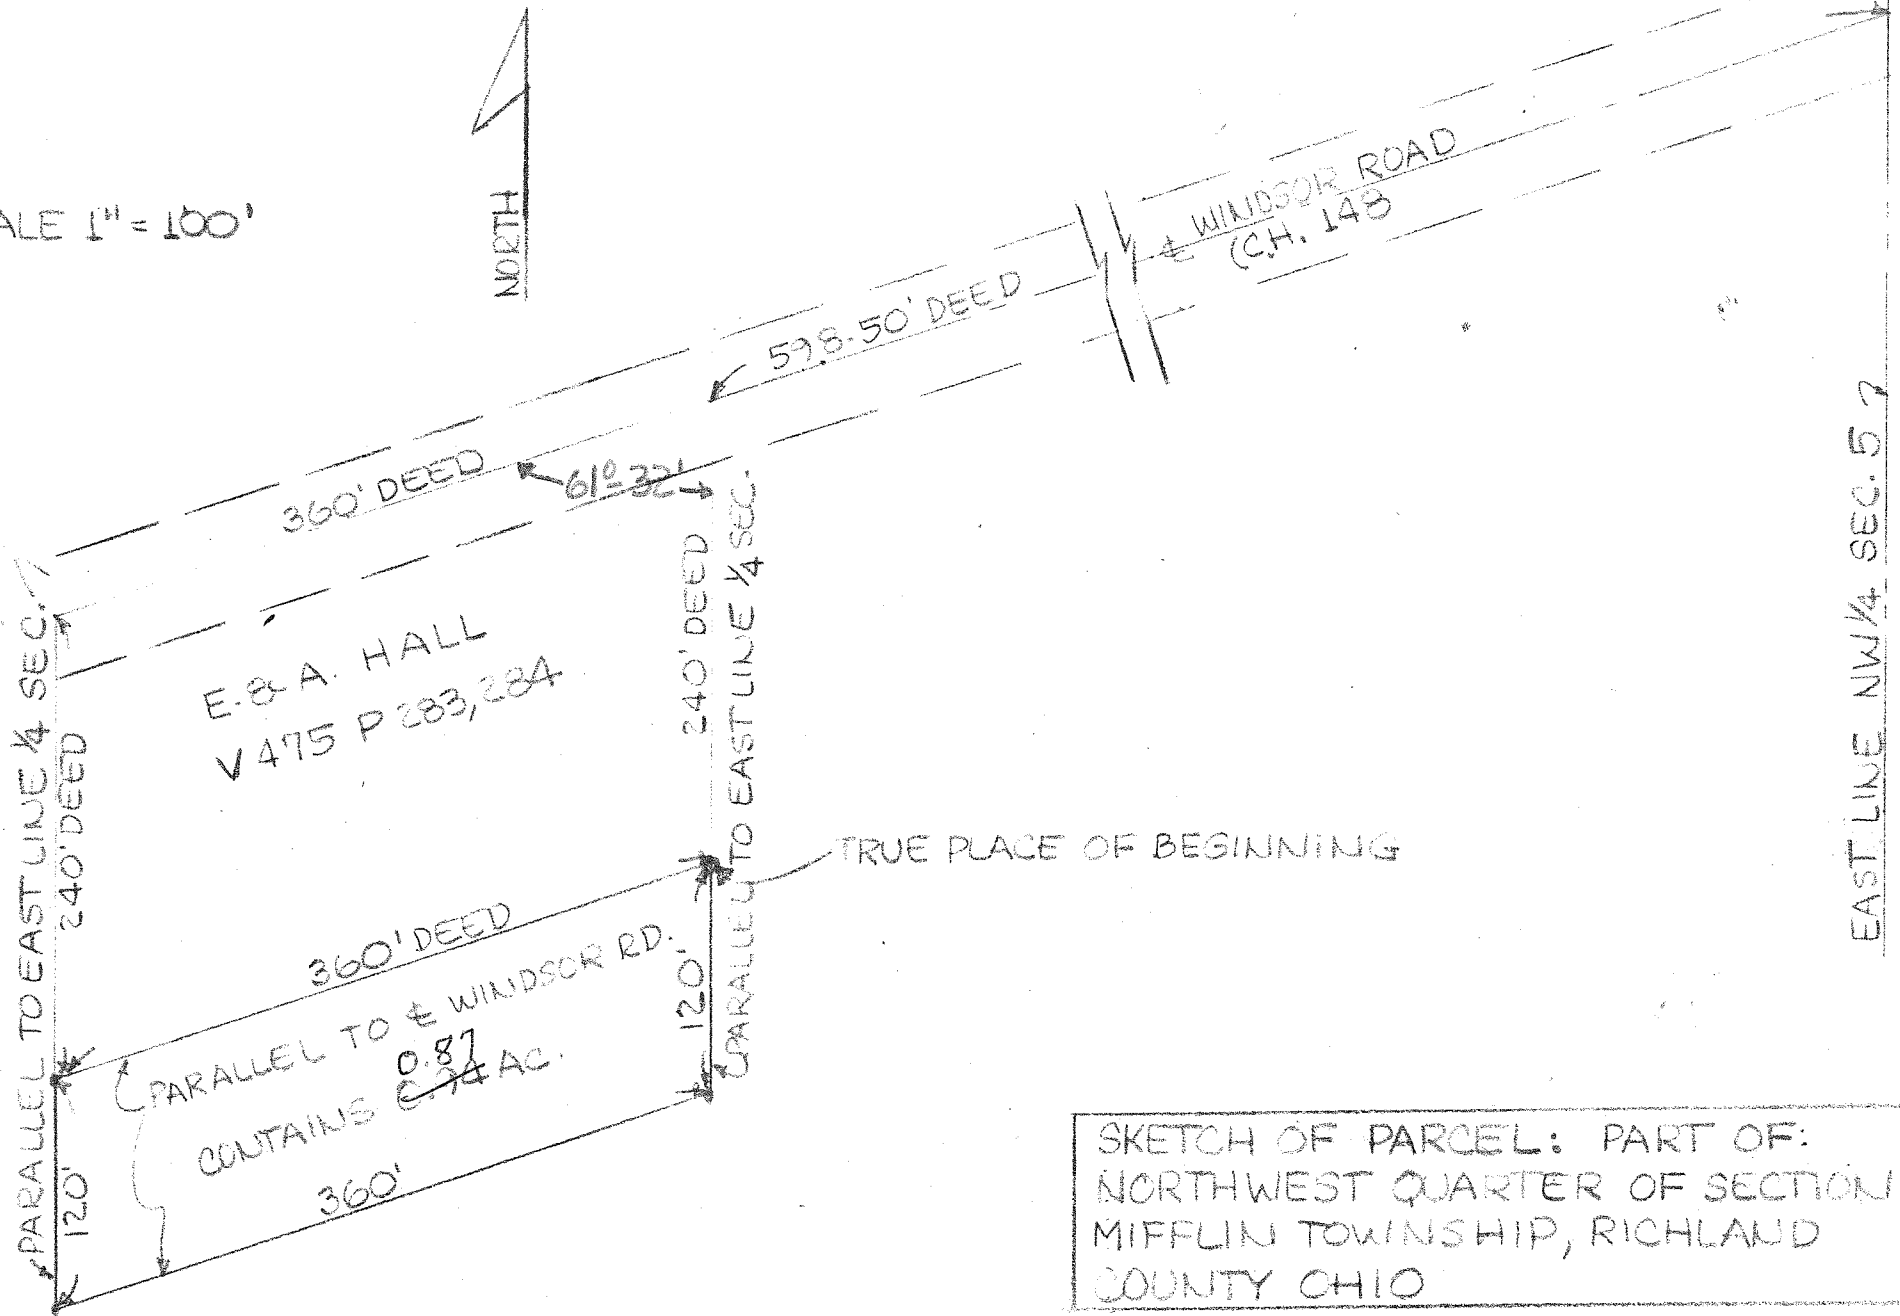 ALE 1" = 100'
NORTH
℄ WINDSOR ROAD
(C.H. 148
598.50' DEED
360' DEED
61° 32'
E. & A. HALL
V 475 P 283, 284
PARALLEL TO EAST LINE ¼ SEC.
240' DEED
120'
240' DEED
120'
PARALLEL TO EAST LINE ¼ SEC.
TRUE PLACE OF BEGINNING
360' DEED
PARALLEL TO ℄ WINDSOR RD.
0.87
CONTAINS AC.
360'
EAST LINE NW¼ SEC. 5
SKETCH OF PARCEL: PART OF:
NORTHWEST QUARTER OF SECTION
MIFFLIN TOWNSHIP, RICHLAND
COUNTY OHIO